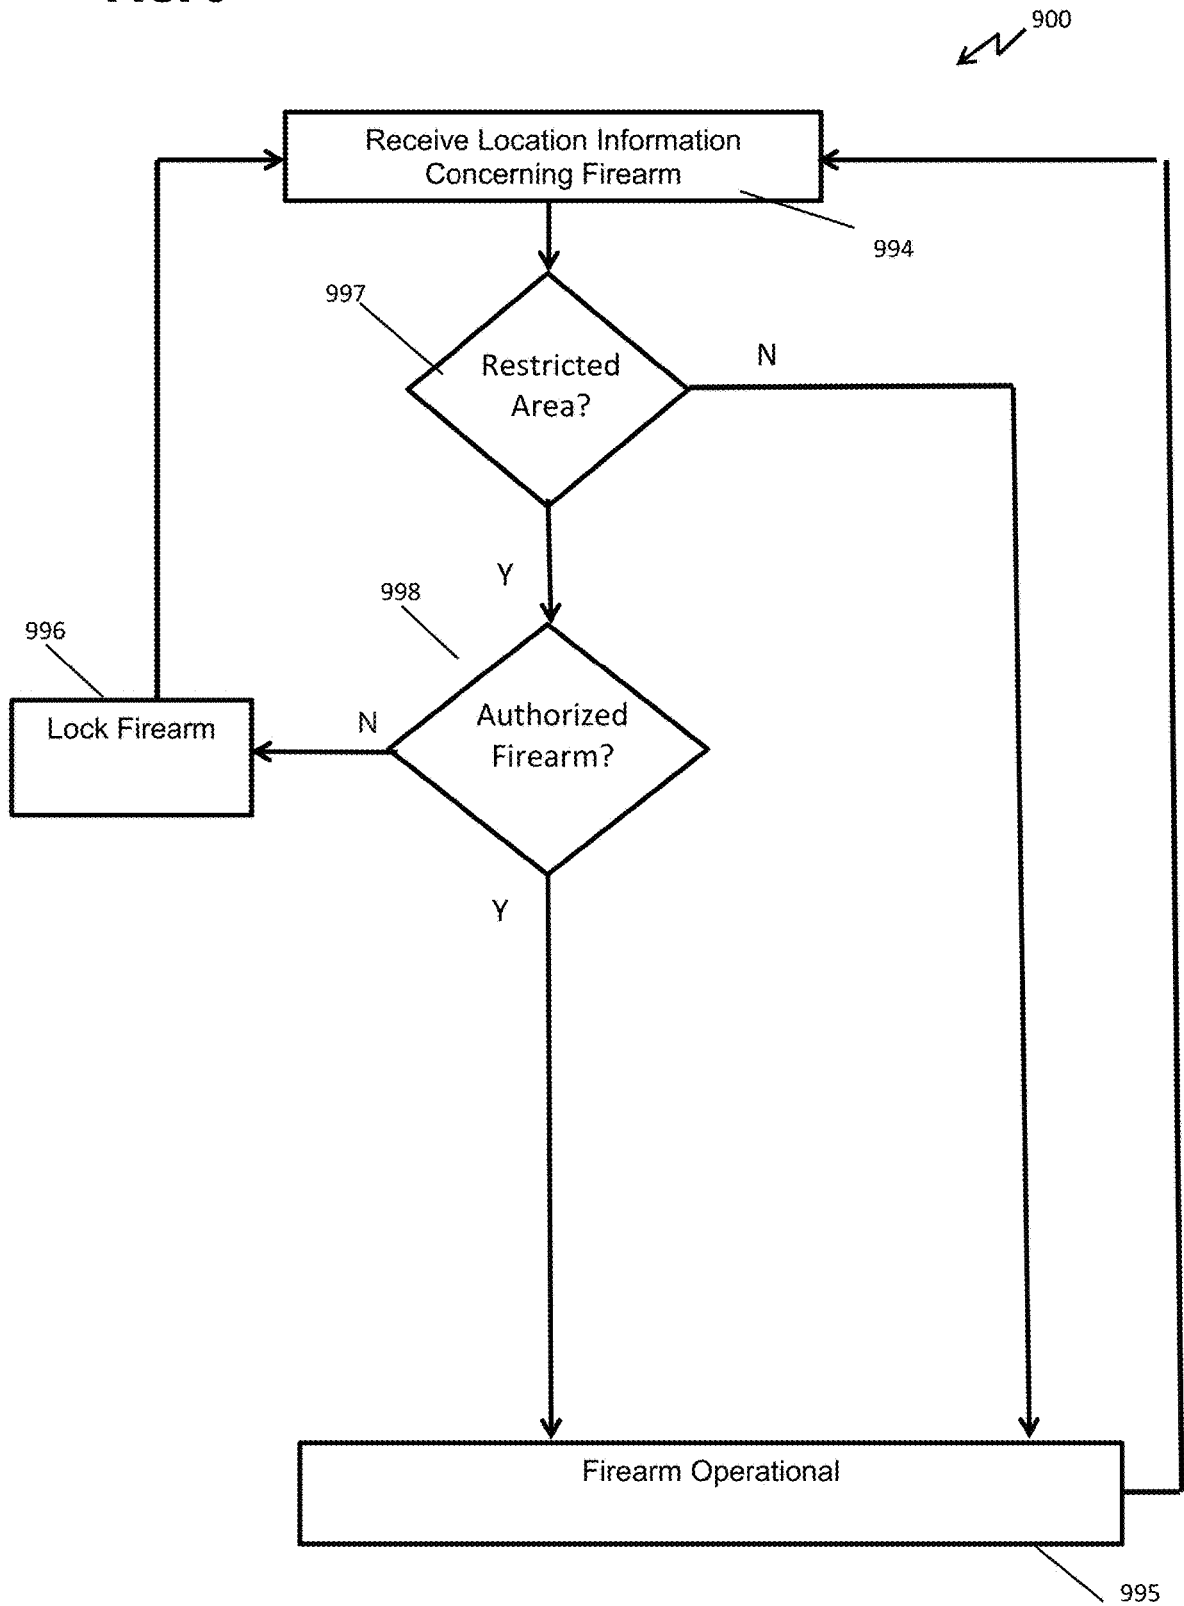 900
Receive Location Information
Concerning Firearm
994
997
Restricted
Area?
N
Y
998
996
Lock Firearm
N
Authorized
Firearm?
Y
Firearm Operational
995